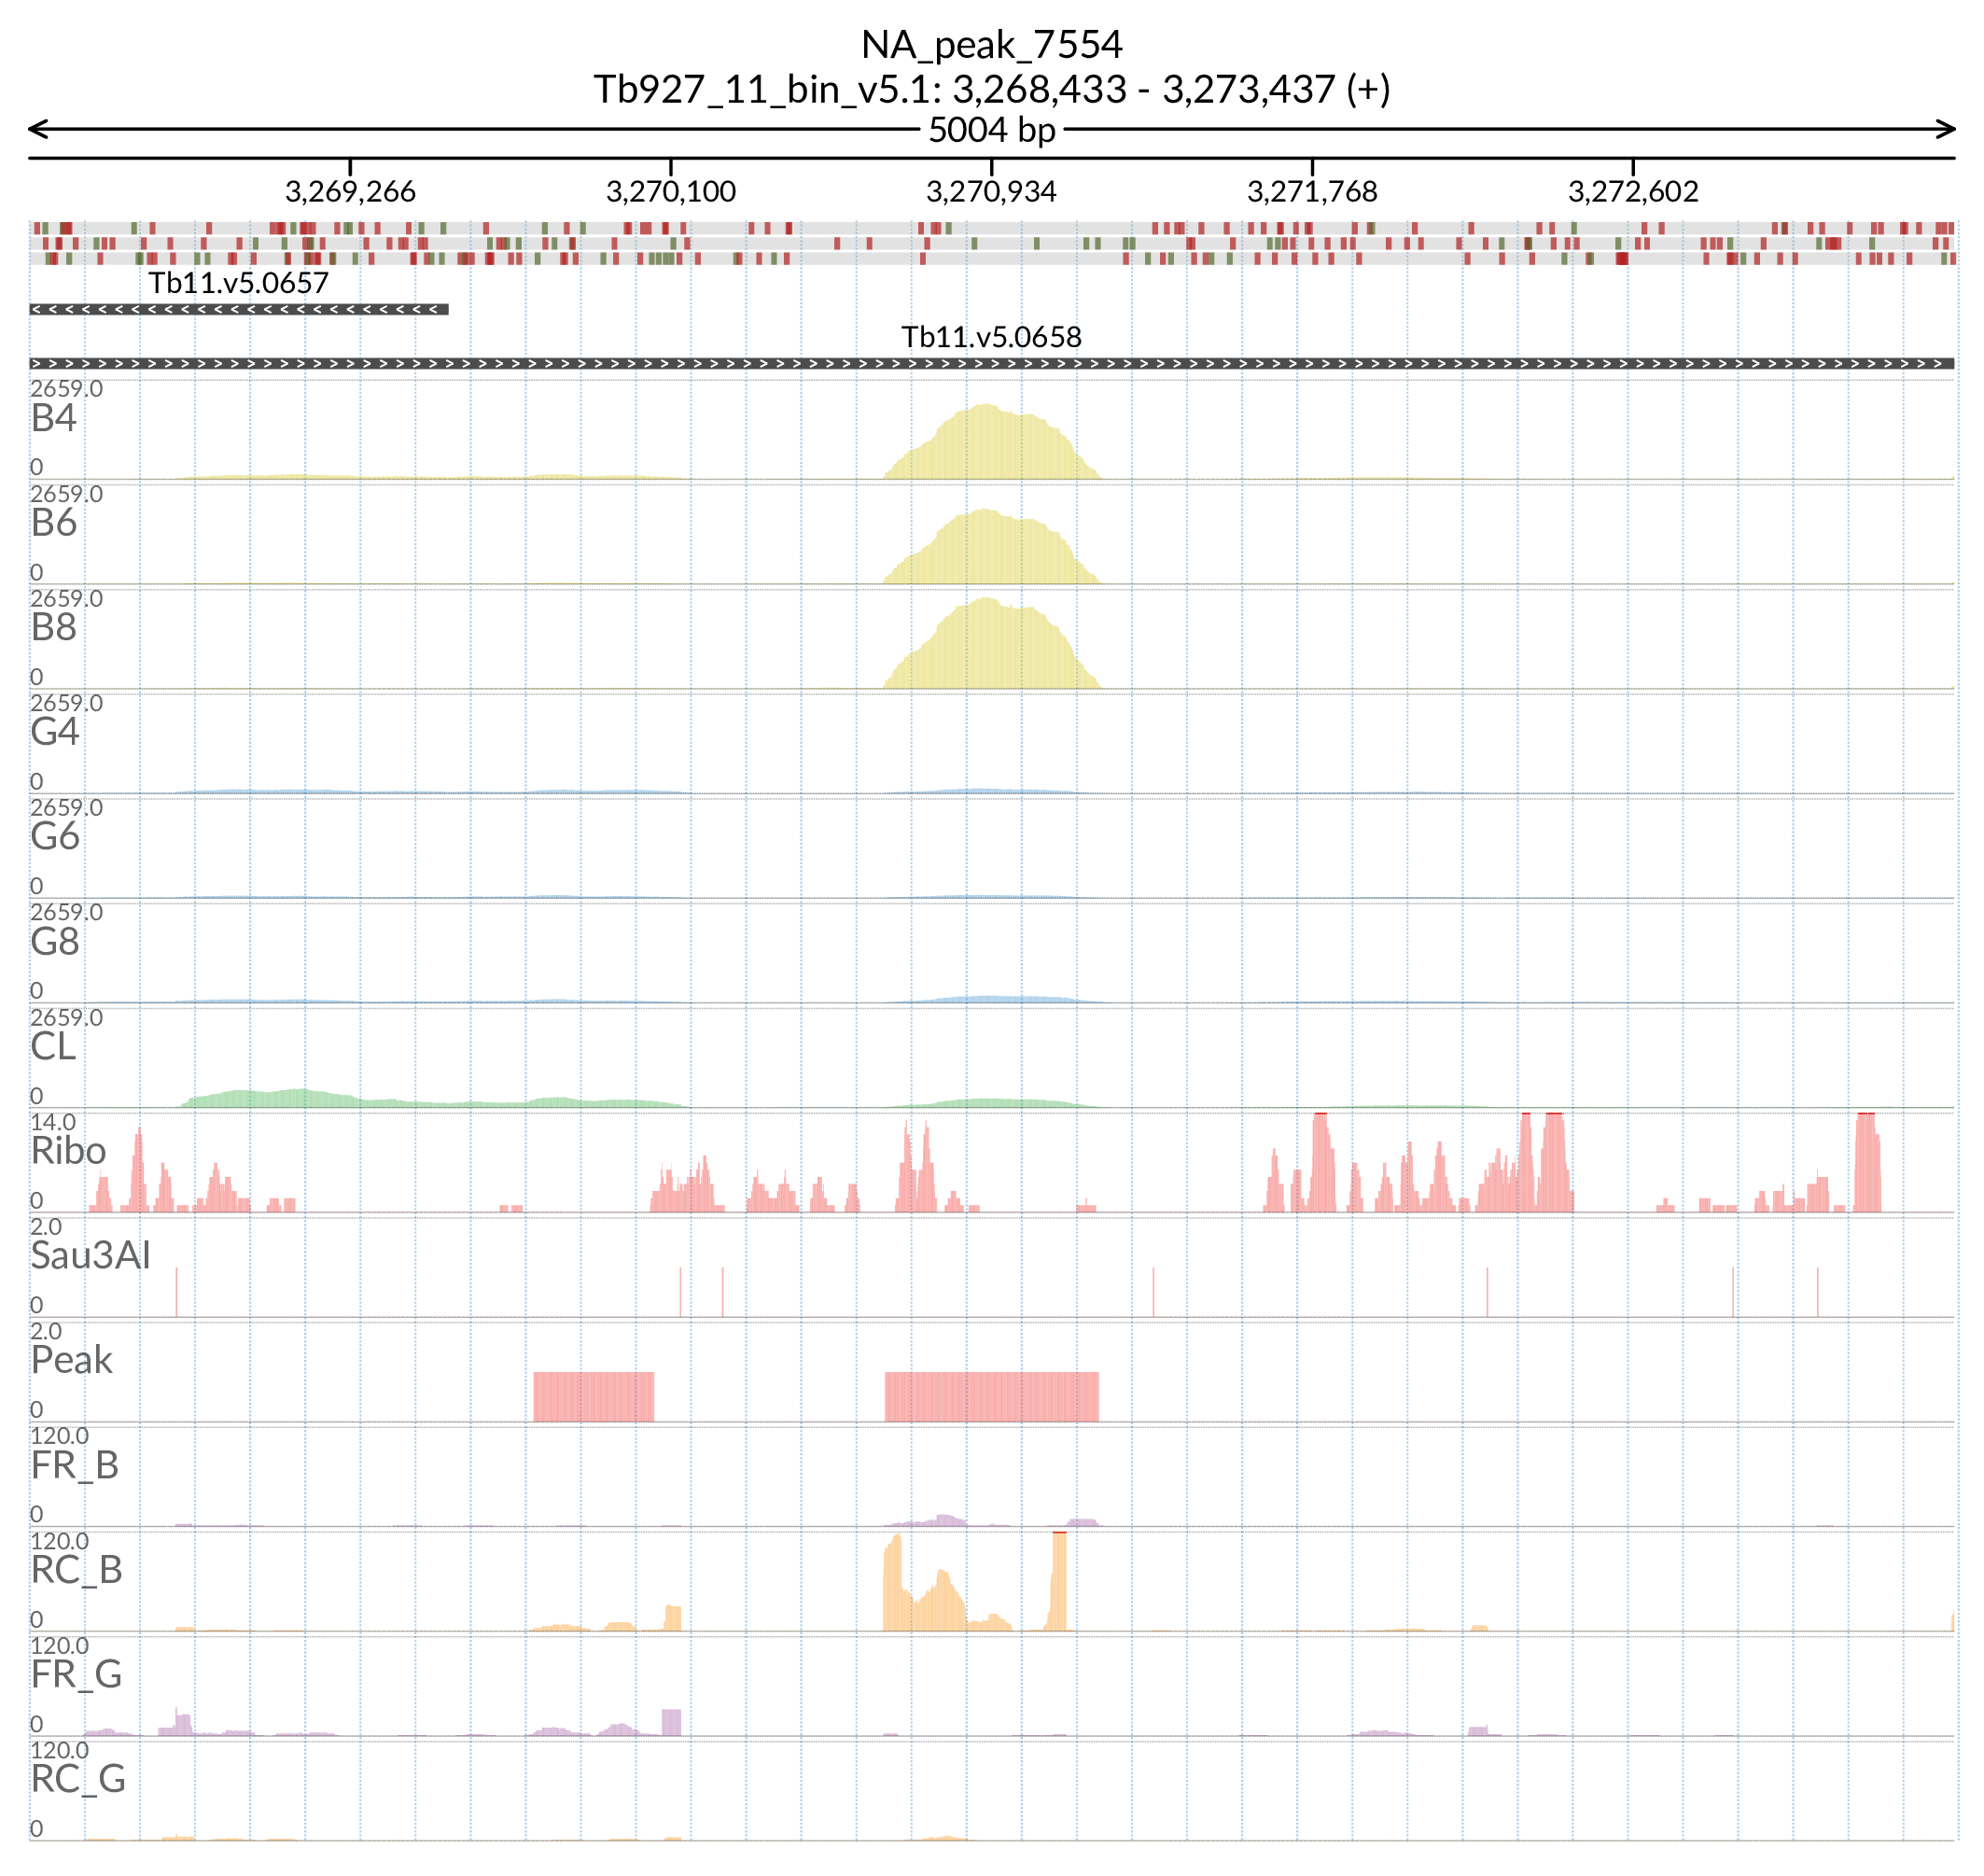 NA_peak_7554
Tb927_11_bin_v5.1: 3,268,433 - 3,273,437 (+)
5004 bp
3,269,266 3,270,100 3,270,934 3,271,768 3,272,602
Tb11.v5.0657
Tb11.v5.0658
2659.0
B4
0
2659.0
B6
0
2659.0
B8
0
2659.0
G4
0
2659.0
G6
0
2659.0
G8
0
2659.0
CL
0
14.0
Ribo
0
2.0
Sau3AI
0
2.0
Peak
0
120.0
FR_B
0
120.0
RC_B
0
120.0
FR_G
0
120.0
RC_G
0